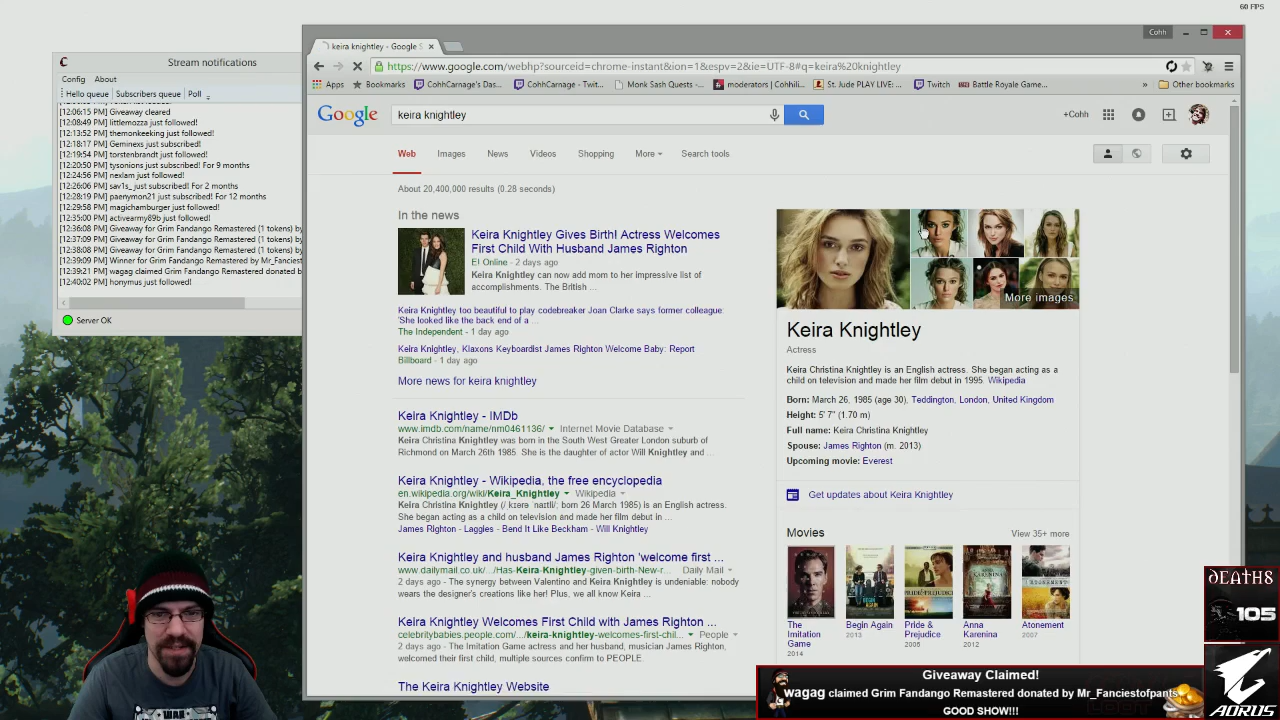 60 FPS
Stream notifications
Config About
Hello queue Subscribers queue Poll
[12:06:15 PM] Giveaway cleared
[12:08:49 PM] littlemozza just followed!
[12:13:52 PM] themonkeeking just followed!
[12:18:17 PM] Geminexs just subscribed!
[12:19:54 PM] torstenbrandt just followed!
[12:20:50 PM] tysonions just subscribed! For 9 months
[12:24:56 PM] nexlam just followed!
[12:26:06 PM] sav1s_ just subscribed! For 2 months
[12:28:19 PM] paenymon21 just subscribed! For 12 months
[12:29:58 PM] magichamburger just followed!
[12:35:00 PM] activearmy89b just followed!
[12:36:08 PM] Giveaway for Grim Fandango Remastered (1 tokens) by
[12:37:09 PM] Giveaway for Grim Fandango Remastered (1 tokens) by
[12:38:08 PM] Giveaway for Grim Fandango Remastered (1 tokens) by
[12:39:09 PM] Winner for Grim Fandango Remastered by Mr_Fanciest
[12:39:21 PM] wagag claimed Grim Fandango Remastered donated b
[12:40:02 PM] honymus just followed!
Server OK
keira knightley - Google S
Cohh
https://www.google.com/webhp?sourceid=chrome-instant&ion=1&espv=2&ie=UTF-8#q=keira%20knightley
Apps Bookmarks CohhCarnage's Das... CohhCarnage - Twit... Monk Sash Quests -... moderators | Cohhili... St. Jude PLAY LIVE:... Twitch Battle Royale Game... » Other bookmarks
Google keira knightley +Cohh
Web Images News Videos Shopping More Search tools
About 20,400,000 results (0.28 seconds)
In the news
Keira Knightley Gives Birth! Actress Welcomes
First Child With Husband James Righton
E! Online - 2 days ago
Keira Knightley can now add mom to her impressive list of
accomplishments. The British ...
Keira Knightley too beautiful to play codebreaker Joan Clarke says former colleague:
'She looked like the back end of a ...
The Independent - 1 day ago
Keira Knightley, Klaxons Keyboardist James Righton Welcome Baby: Report
Billboard - 1 day ago
More news for keira knightley
Keira Knightley - IMDb
www.imdb.com/name/nm0461136/ Internet Movie Database
Keira Christina Knightley was born in the South West Greater London suburb of
Richmond on March 26th 1985. She is the daughter of actor Will Knightley and ...
Keira Knightley - Wikipedia, the free encyclopedia
en.wikipedia.org/wiki/Keira_Knightley Wikipedia
Keira Christina Knightley (/ˌkɪərə ˈnaɪtli/; born 26 March 1985) is an English actress.
She began acting as a child on television and made her film debut in ...
James Righton - Laggies - Bend It Like Beckham - Will Knightley
Keira Knightley and husband James Righton 'welcome first ...
www.dailymail.co.uk/.../Has-Keira-Knightley-given-birth-New-r... Daily Mail
2 days ago - The synergy between Valentino and Keira Knightley is undeniable: nobody
wears the designer's creations like her! Plus, we all know Keira ...
Keira Knightley Welcomes First Child with James Righton ...
celebritybabies.people.com/.../keira-knightley-welcomes-first-chil... People
2 days ago - The Imitation Game actress and her husband, musician James Righton,
welcomed their first child, multiple sources confirm to PEOPLE.
The Keira Knightley Website
More images
Keira Knightley
Actress
Keira Christina Knightley is an English actress. She began acting as a
child on television and made her film debut in 1995. Wikipedia
Born: March 26, 1985 (age 30), Teddington, London, United Kingdom
Height: 5' 7" (1.70 m)
Full name: Keira Christina Knightley
Spouse: James Righton (m. 2013)
Upcoming movie: Everest
Get updates about Keira Knightley
Movies View 35+ more
The Imitation Game 2014
Begin Again 2013
Pride & Prejudice 2005
Anna Karenina 2012
Atonement 2007
DEATHS
105
AORUS
Giveaway Claimed!
wagag claimed Grim Fandango Remastered donated by Mr_Fanciestofpants
GOOD SHOW!!!